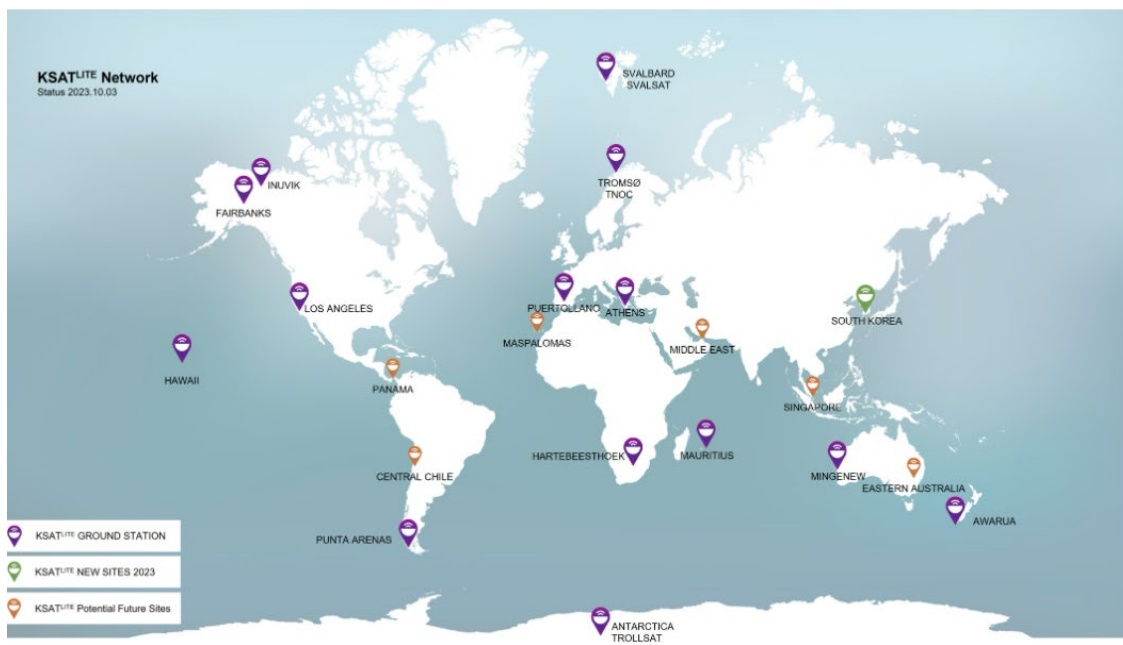 KSATLITE Network
Status 2023.10.03
SVALBARD
SVALSAT
TROMSØ
TNOC
INUVIK
FAIRBANKS
LOS ANGELES
PUERTOLLANO
ATHENS
SOUTH KOREA
MASPALOMAS
MIDDLE EAST
HAWAII
PANAMA
SINGAPORE
HARTEBEESTHOEK
MAURITIUS
CENTRAL CHILE
MINGENEW
EASTERN AUSTRALIA
AWARUA
PUNTA ARENAS
KSATLITE GROUND STATION
KSATLITE NEW SITES 2023
KSATLITE Potential Future Sites
ANTARCTICA
TROLLSAT